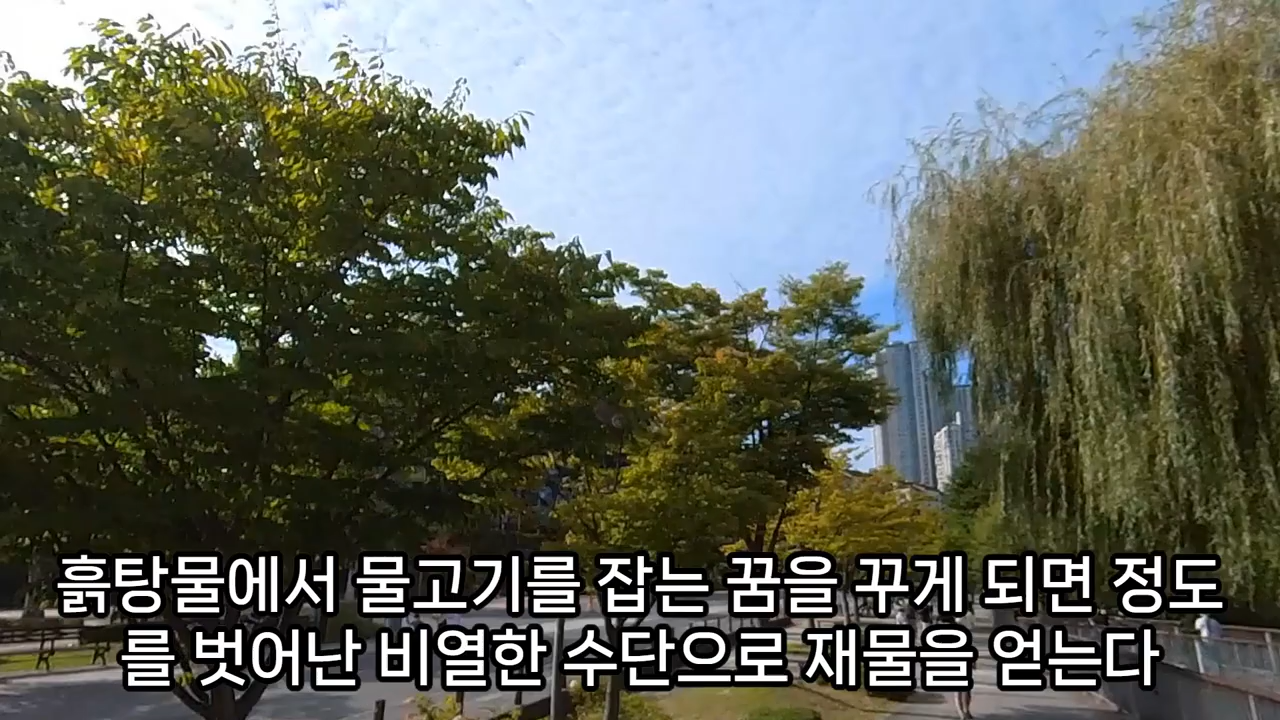 흙탕물에서 물고기를 잡는 꿈을 꾸게 되면 정도
를 벗어난 비열한 수단으로 재물을 얻는다